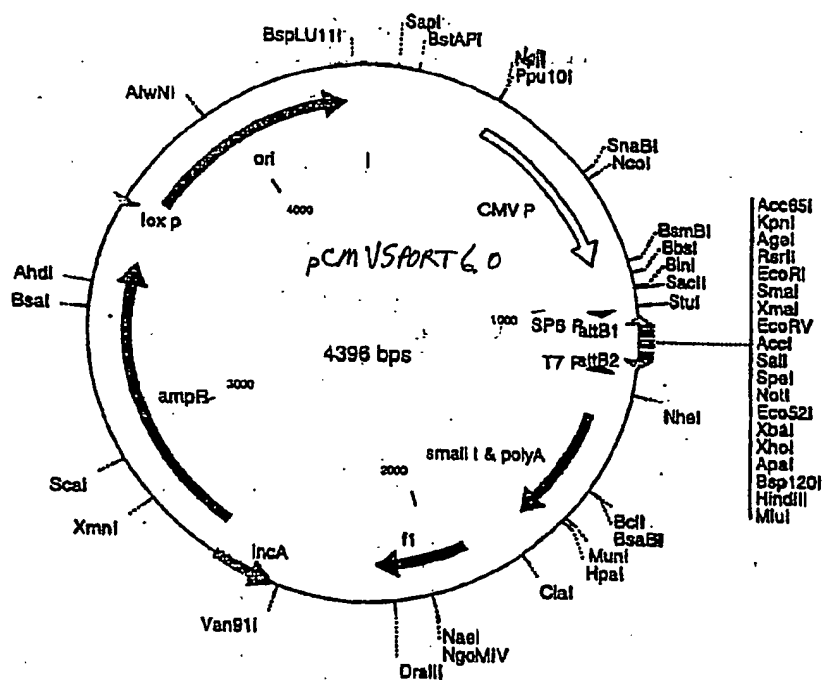 SapI
BspLU11I
BstAPI
NsiI
Ppu10I
AlwNI
ori
I
SnaBI
NcoI
4000
lox p
CMV P
Acc65I
KpnI
AgeI
RsrII
EcoRI
SmaI
XmaI
EcoRV
AccI
SalI
SpeI
NotI
Eco52I
XbaI
XhoI
ApaI
Bsp120I
HindIII
MluI
BsmBI
BbsI
BlnI
SacII
StuI
pCMVSPORT6.0
AhdI
BsaI
1000
SP6 P attB1
4396 bps
T7 P attB2
ampR
3000
NheI
small t & polyA
ScaI
2000
XmnI
BclI
BsaBI
f1
MunI
HpaI
lncA
ClaI
Van91I
NaeI
NgoMIV
DraIII